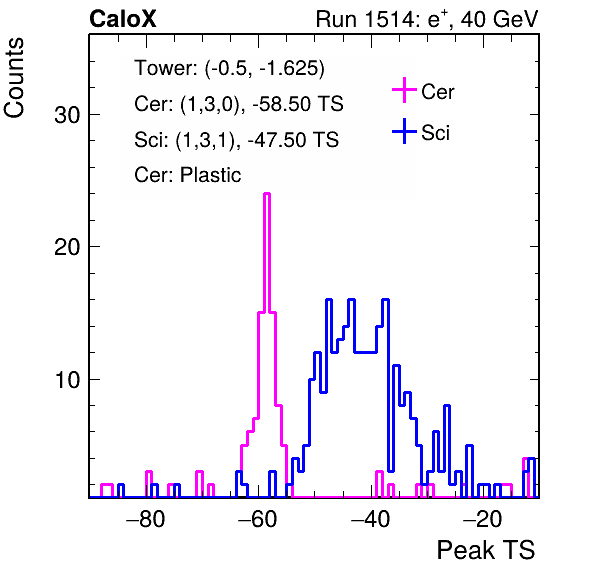 CaloX Run 1514: e⁺, 40 GeV
Counts
Tower: (-0.5, -1.625)
Cer: (1,3,0), -58.50 TS
Sci: (1,3,1), -47.50 TS
Cer: Plastic
Cer
Sci
30
20
10
−80 −60 −40 −20
Peak TS